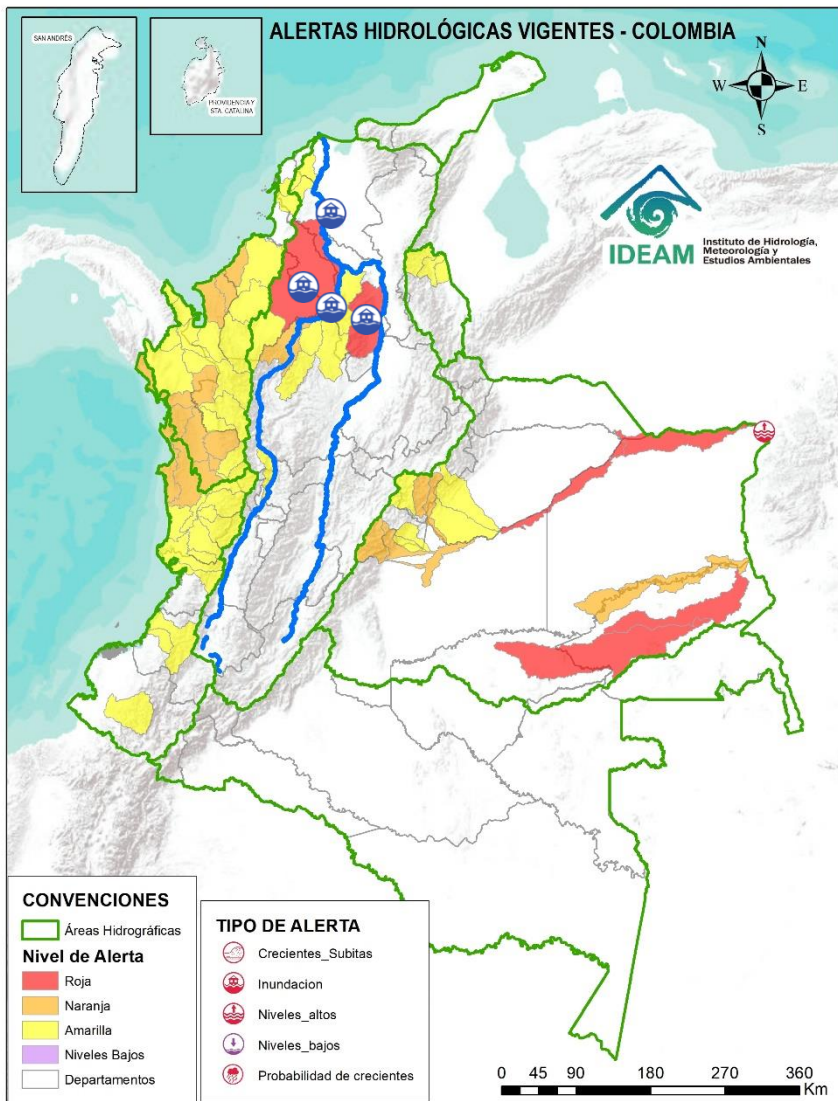 ALERTAS HIDROLÓGICAS VIGENTES - COLOMBIA
SAN ANDRÉS
PROVIDENCIA Y
STA. CATALINA
N
W
E
S
IDEAM
Instituto de Hidrología,
Meteorología y
Estudios Ambientales
CONVENCIONES
Áreas Hidrográficas
Nivel de Alerta
Roja
Naranja
Amarilla
Niveles Bajos
Departamentos
TIPO DE ALERTA
Crecientes_Subitas
Inundacion
Niveles_altos
Niveles_bajos
Probabilidad de crecientes
0 45 90 180 270 360
Km